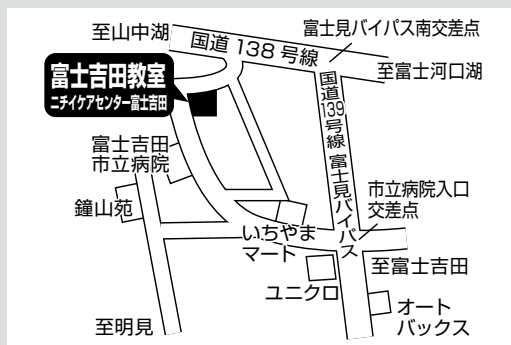 至山中湖
国道138号線
富士見バイパス南交差点
至富士河口湖
富士吉田教室
ニチイケアセンター富士吉田
国道139号線 富士見バイパス
富士吉田
市立病院
鐘山苑
市立病院入口
交差点
いちやま
マート
至富士吉田
ユニクロ
オート
バックス
至明見